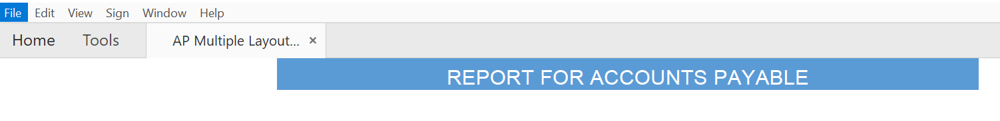 File Edit View Sign Window Help
Home Tools AP Multiple Layout... ×
REPORT FOR ACCOUNTS PAYABLE